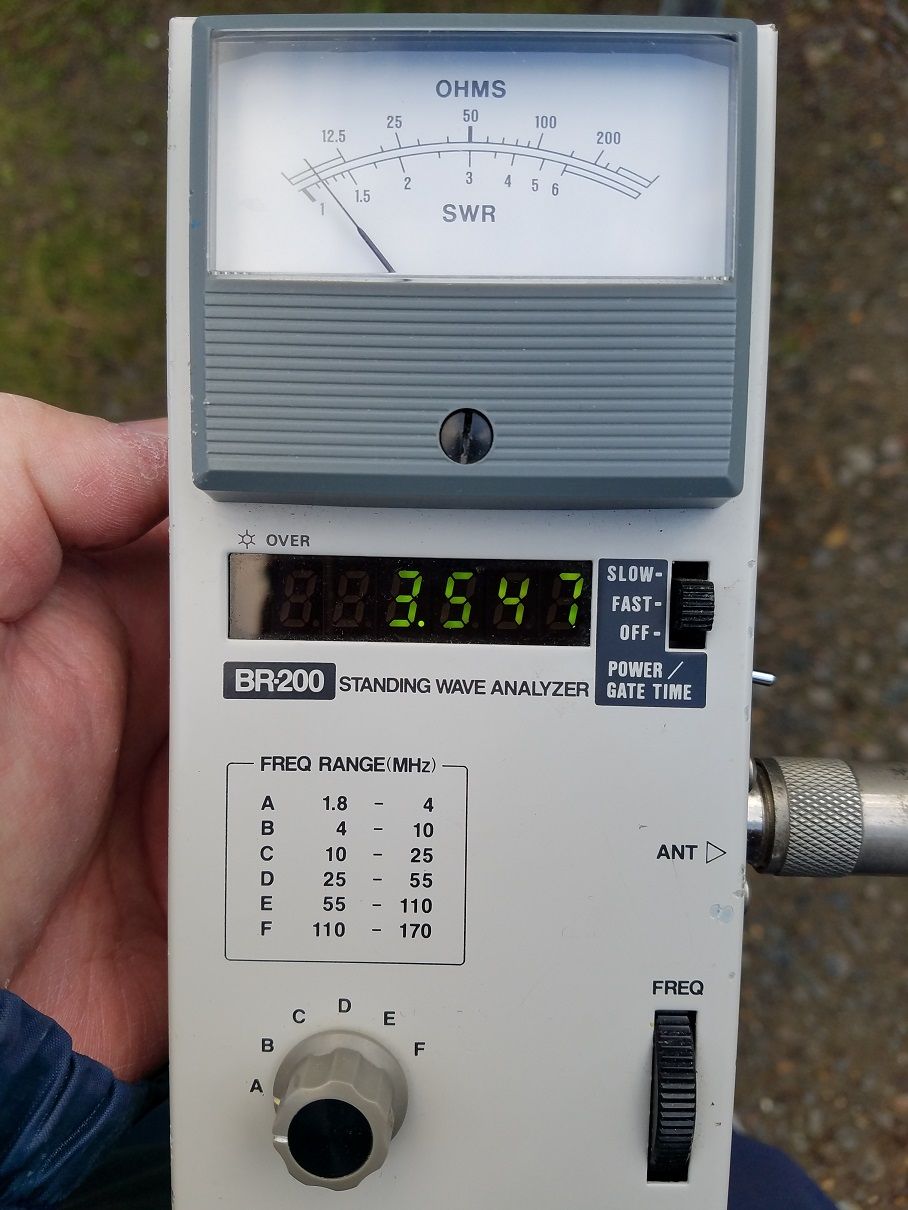 OHMS
12.5 25 50 100 200
1 1.5 2 3 4 5 6
SWR
OVER
3.547
SLOW-
FAST-
OFF-
POWER/
GATE TIME
BR-200 STANDING WAVE ANALYZER
FREQ RANGE(MHz)
A 1.8 - 4
B 4 - 10
C 10 - 25
D 25 - 55
E 55 - 110
F 110 - 170
ANT
FREQ
A B C D E F